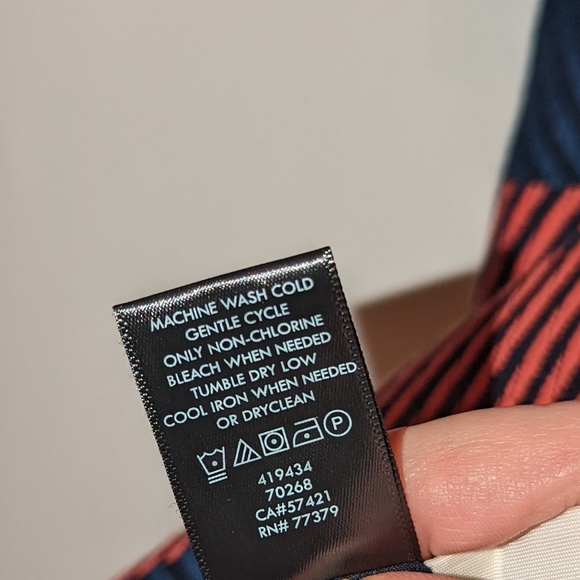 MACHINE WASH COLD
GENTLE CYCLE
ONLY NON-CHLORINE
BLEACH WHEN NEEDED
TUMBLE DRY LOW
COOL IRON WHEN NEEDED
OR DRYCLEAN
P
419434
70268
CA#57421
RN# 77379